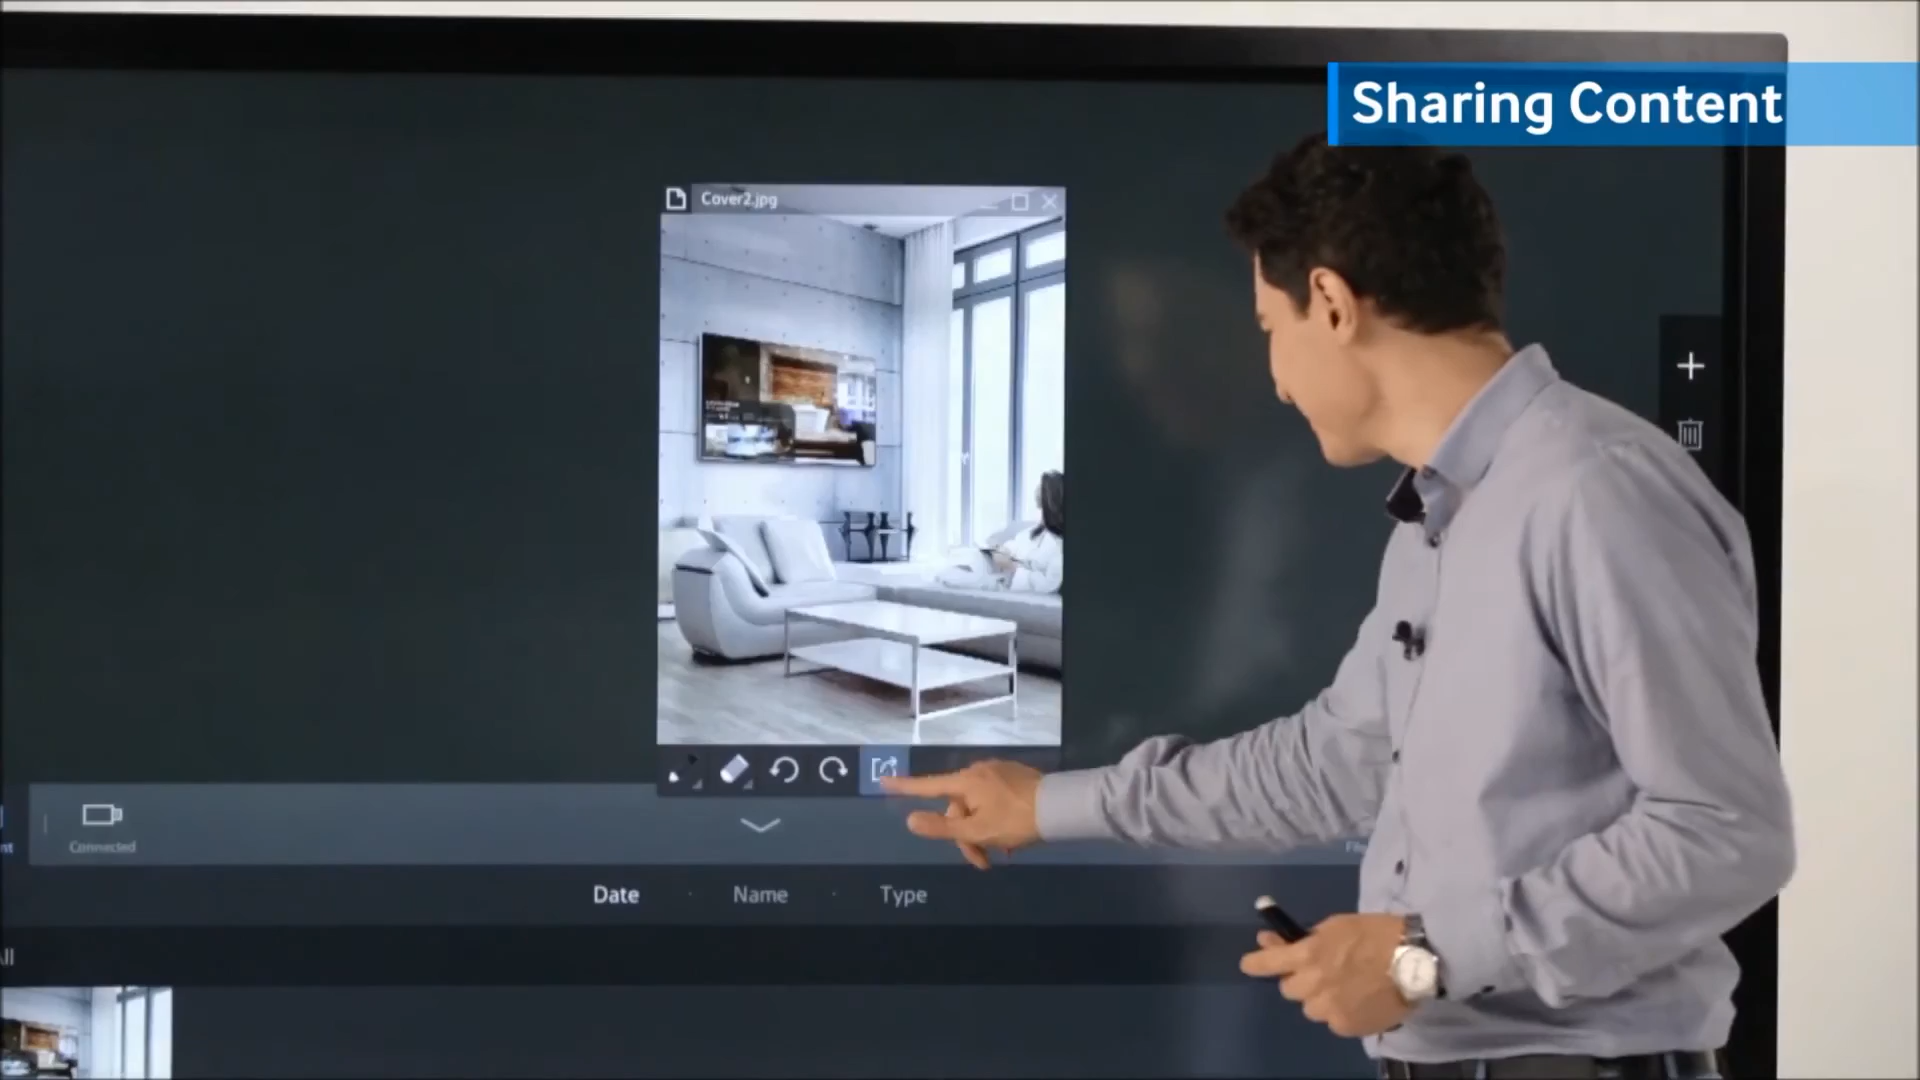 Sharing Content
Cover2.jpg
Connected
Date · Name · Type